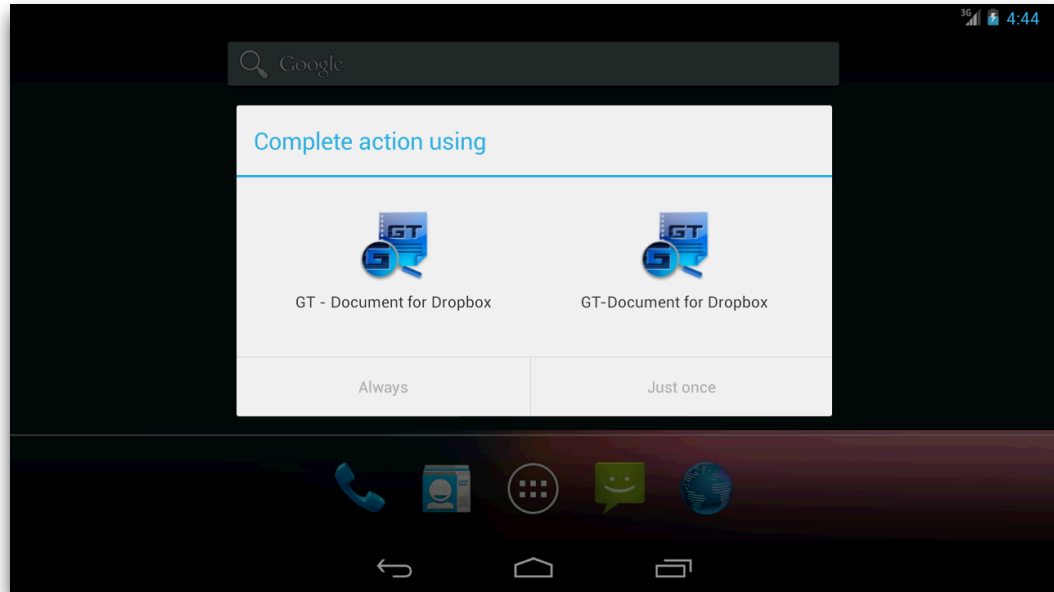 3G 4:44
Google
Complete action using
GT
G
GT
G
GT - Document for Dropbox
GT-Document for Dropbox
Always
Just once